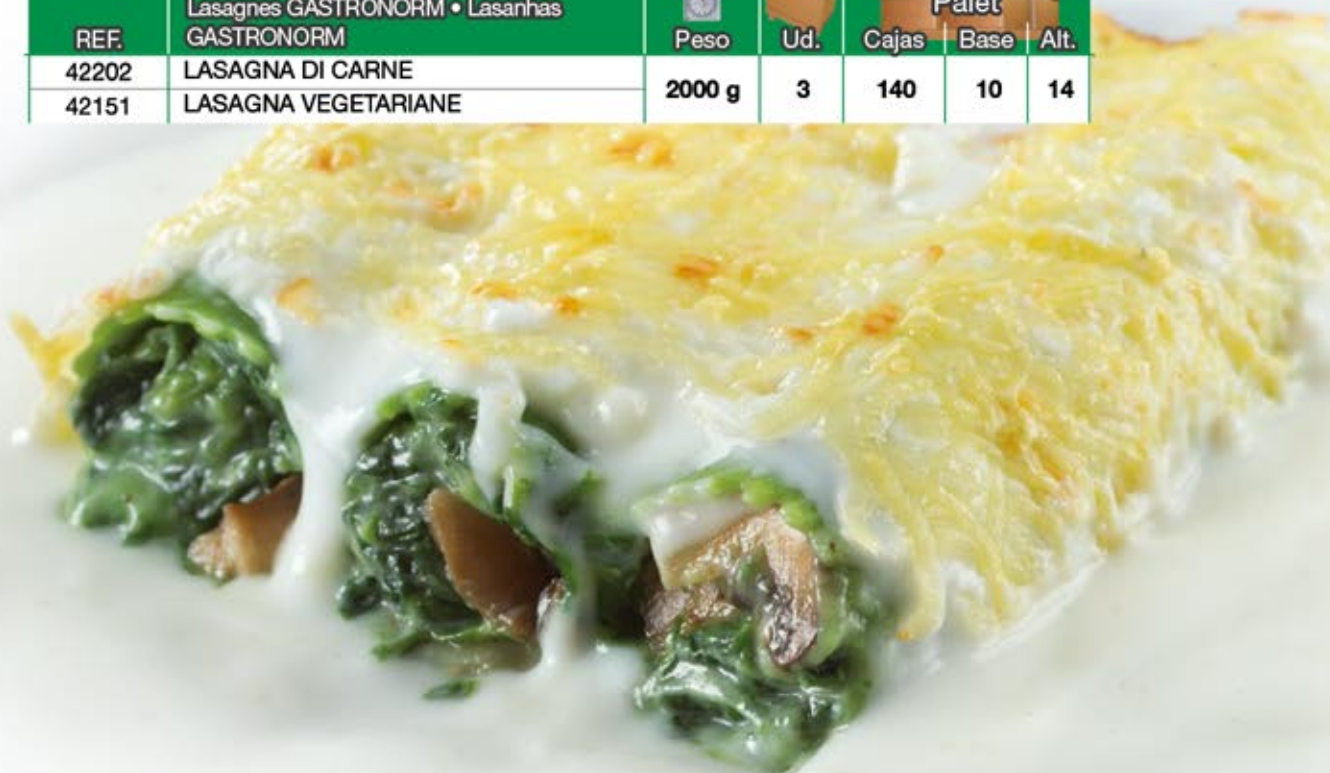 Lasagnes GASTRONORM • Lasanhas
GASTRONORM
REF.
Peso
Ud.
Palet
Cajas
Base
Alt.
42202 LASAGNA DI CARNE
42151 LASAGNA VEGETARIANE
2000 g 3 140 10 14